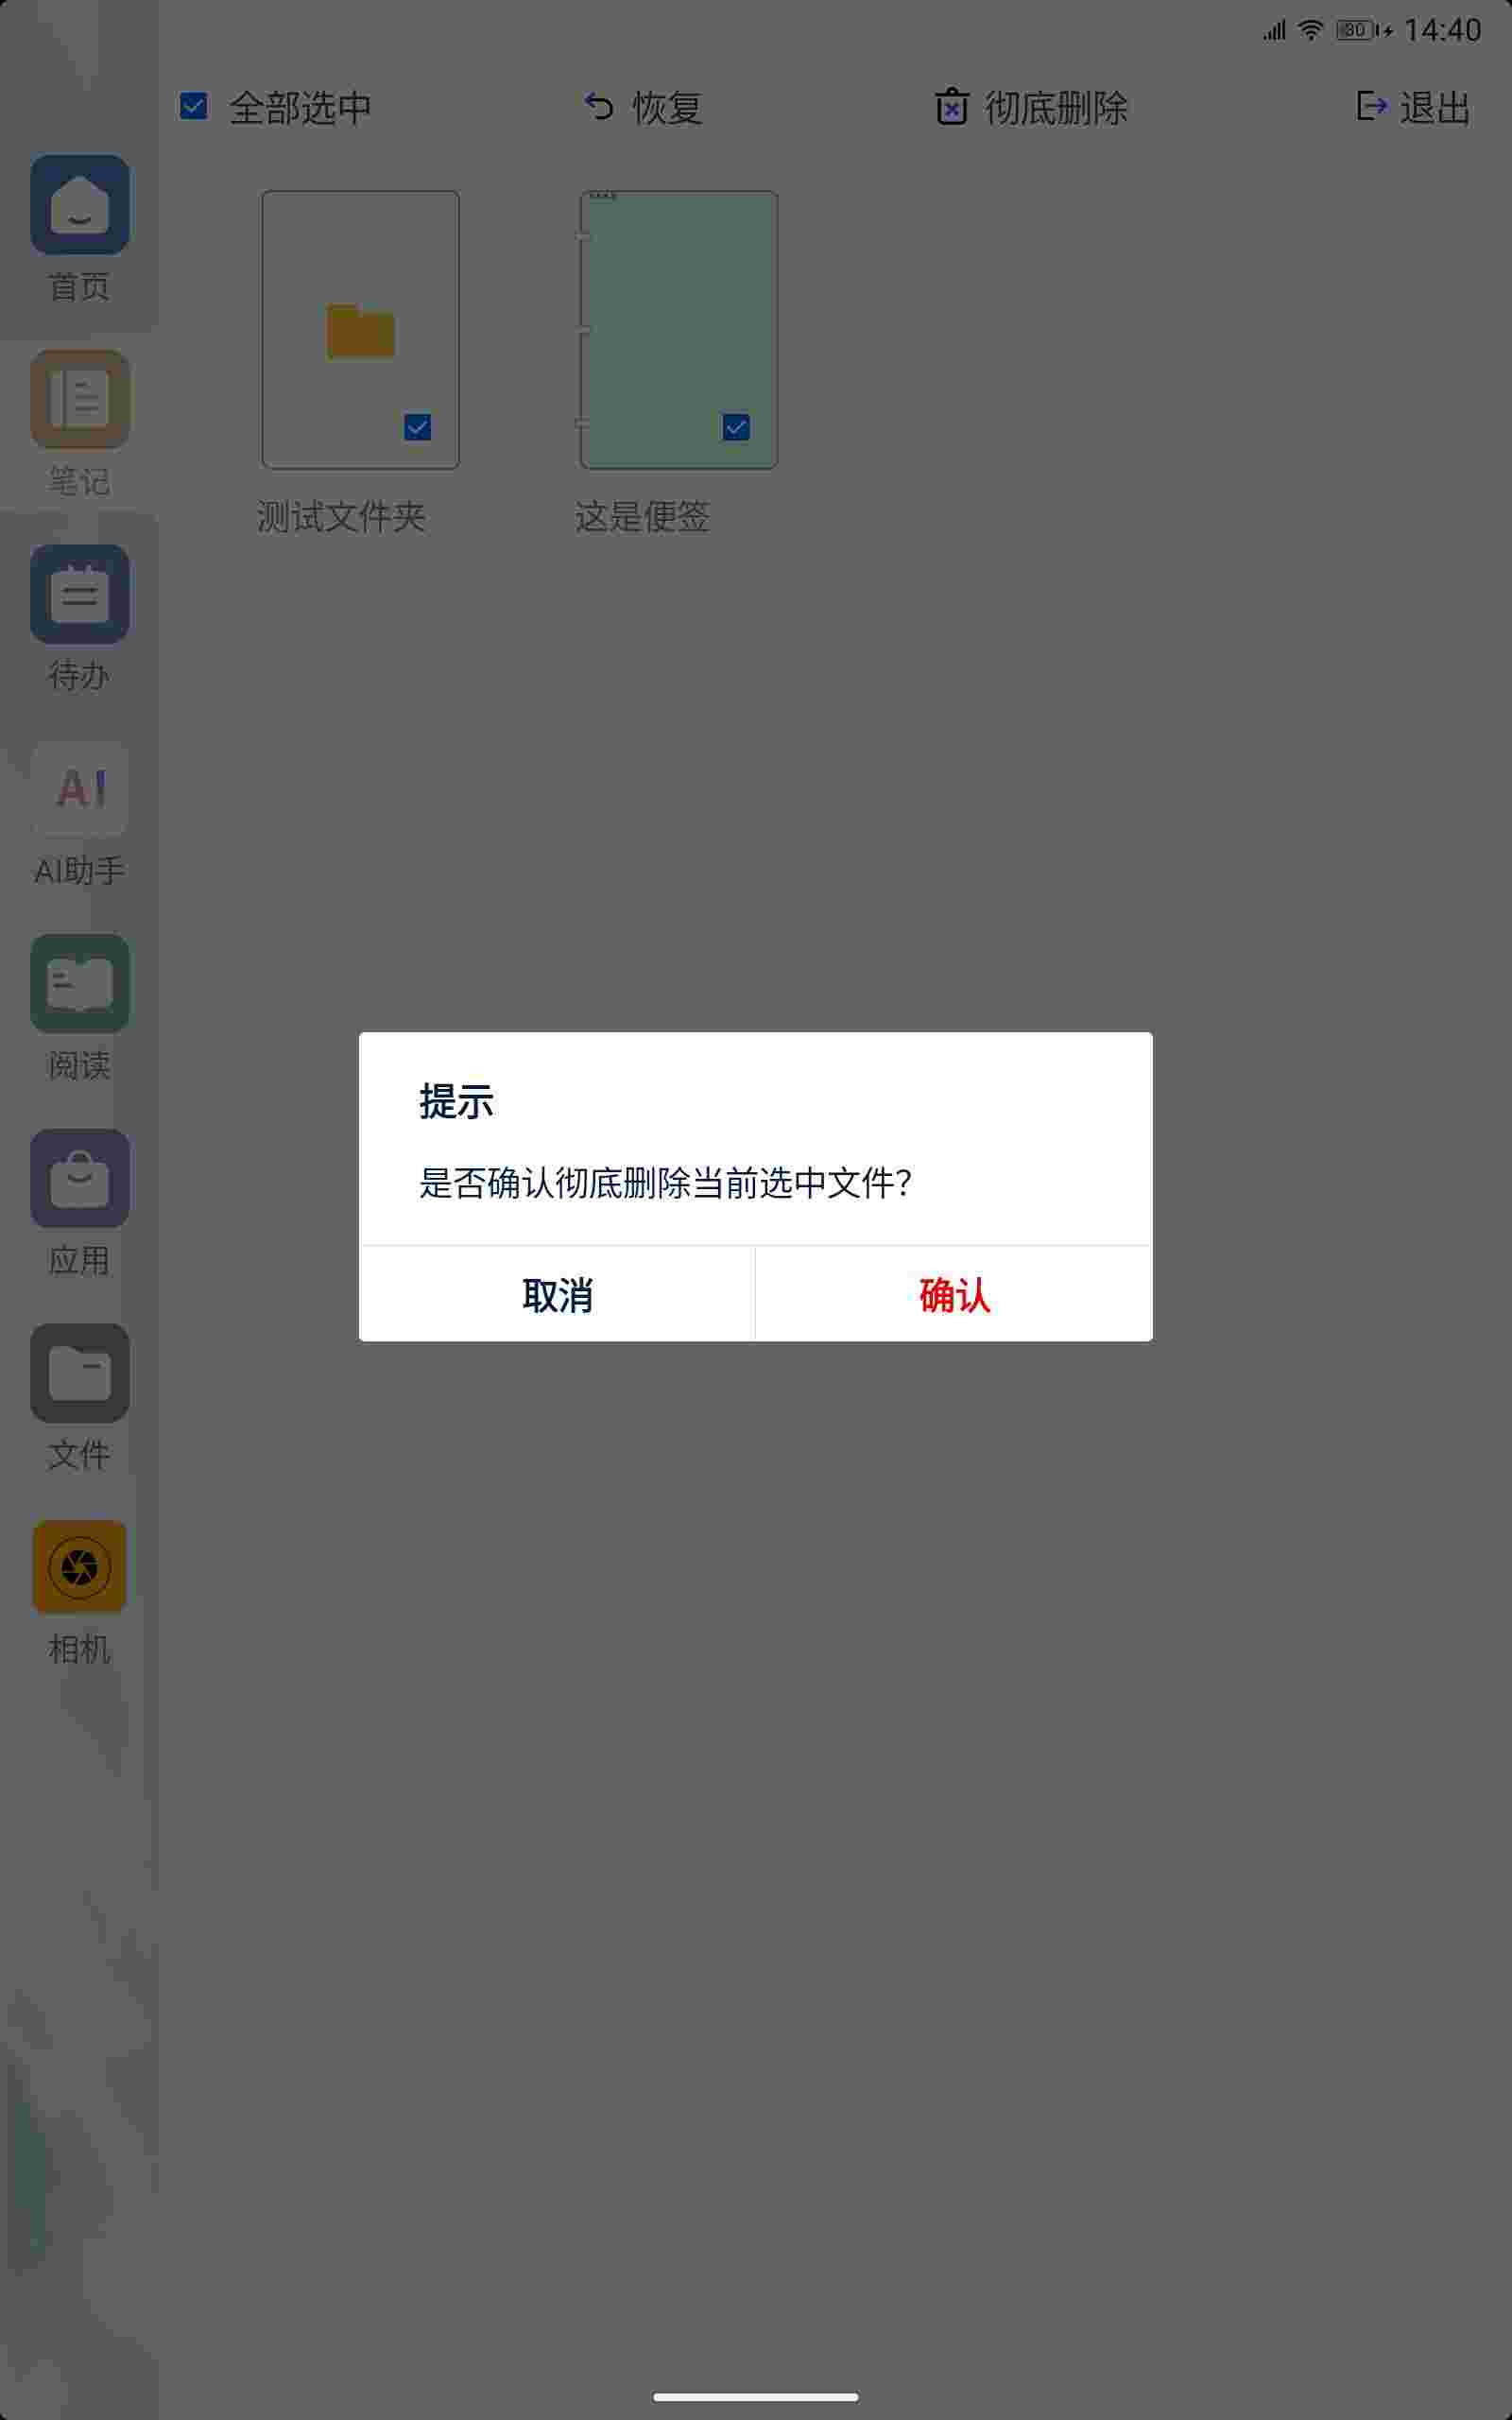 80 14:40
全部选中 恢复 彻底删除 退出
首页
笔记
测试文件夹 这是便签
待办
AI
AI助手
阅读
提示
是否确认彻底删除当前选中文件？
应用
取消 确认
文件
相机